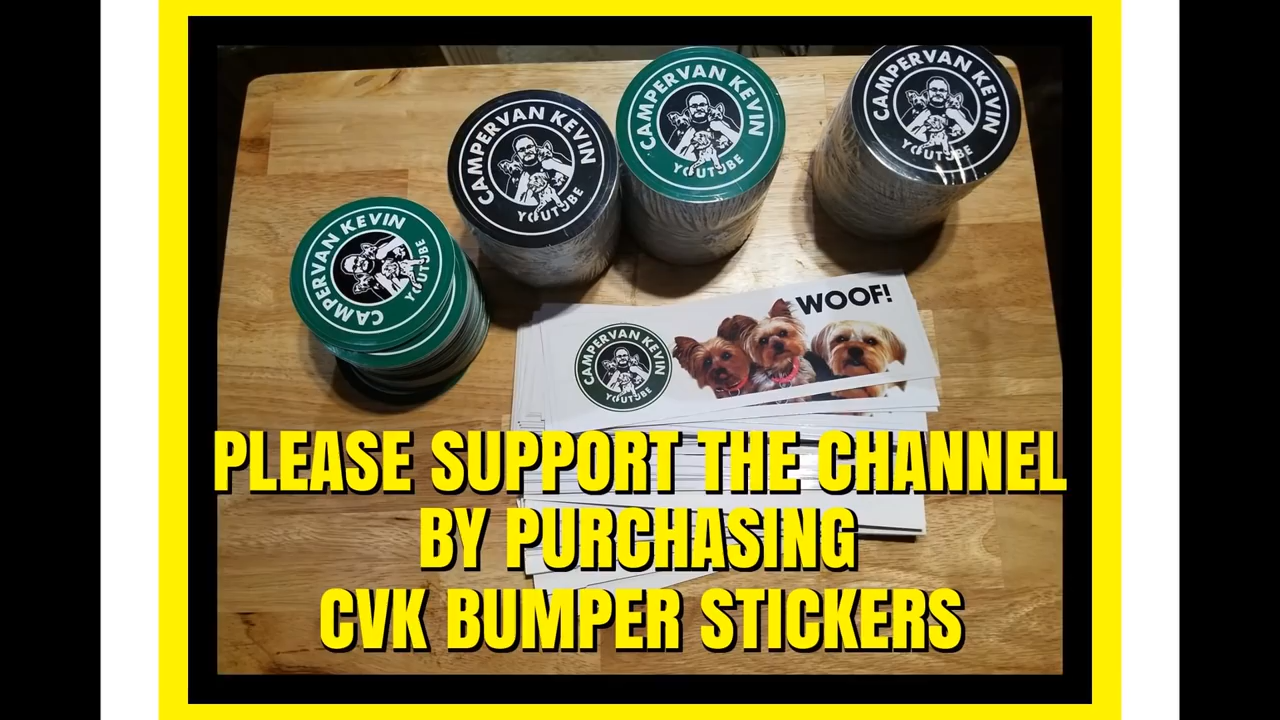 CAMPERVAN KEVIN
YOUTUBE
CAMPERVAN KEVIN
YOUTUBE
CAMPERVAN KEVIN
YOUTUBE
CAMPERVAN KEVIN
YOUTUBE
WOOF!
CAMPERVAN KEVIN
YOUTUBE
PLEASE SUPPORT THE CHANNEL
BY PURCHASING
CVK BUMPER STICKERS